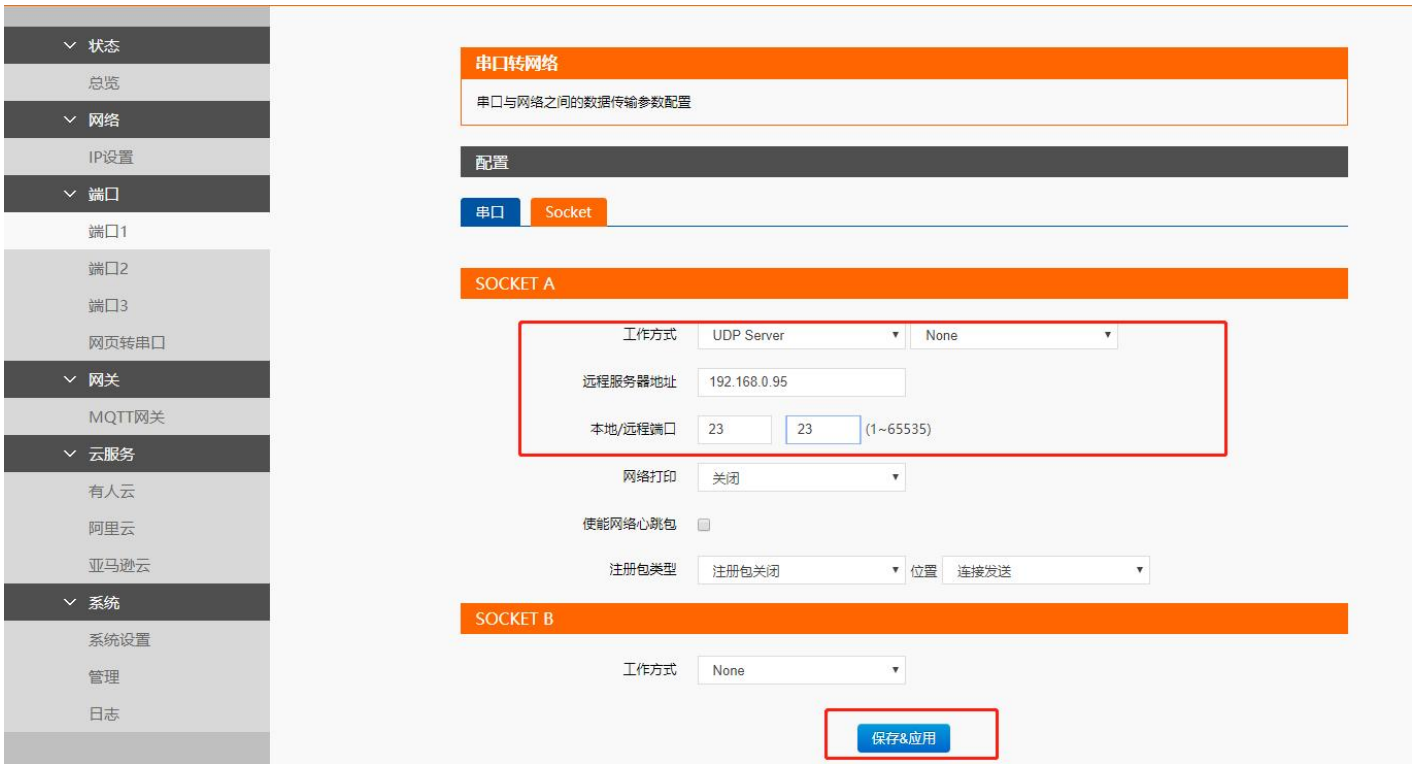 状态
总览
网络
IP设置
端口
端口1
端口2
端口3
网页转串口
网关
MQTT网关
云服务
有人云
阿里云
亚马逊云
系统
系统设置
管理
日志
串口转网络
串口与网络之间的数据传输参数配置
配置
串口 Socket
SOCKET A
工作方式 UDP Server None
远程服务器地址 192.168.0.95
本地/远程端口 23 23 (1~65535)
网络打印 关闭
使能网络心跳包
注册包类型 注册包关闭 位置 连接发送
SOCKET B
工作方式 None
保存&应用